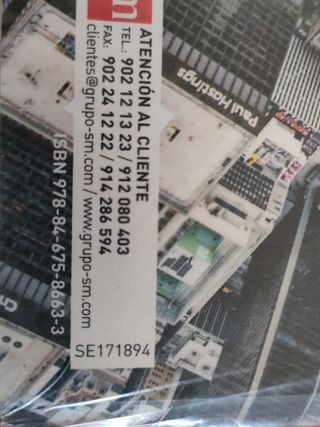 sm
ATENCIÓN AL CLIENTE
TEL.: 902 12 13 23 / 912 080 403
FAX: 902 24 12 22 / 914 286 594
clientes@grupo-sm.com / www.grupo-sm.com
SE171894
ISBN 978-84-675-8663-3
Paul Hastings